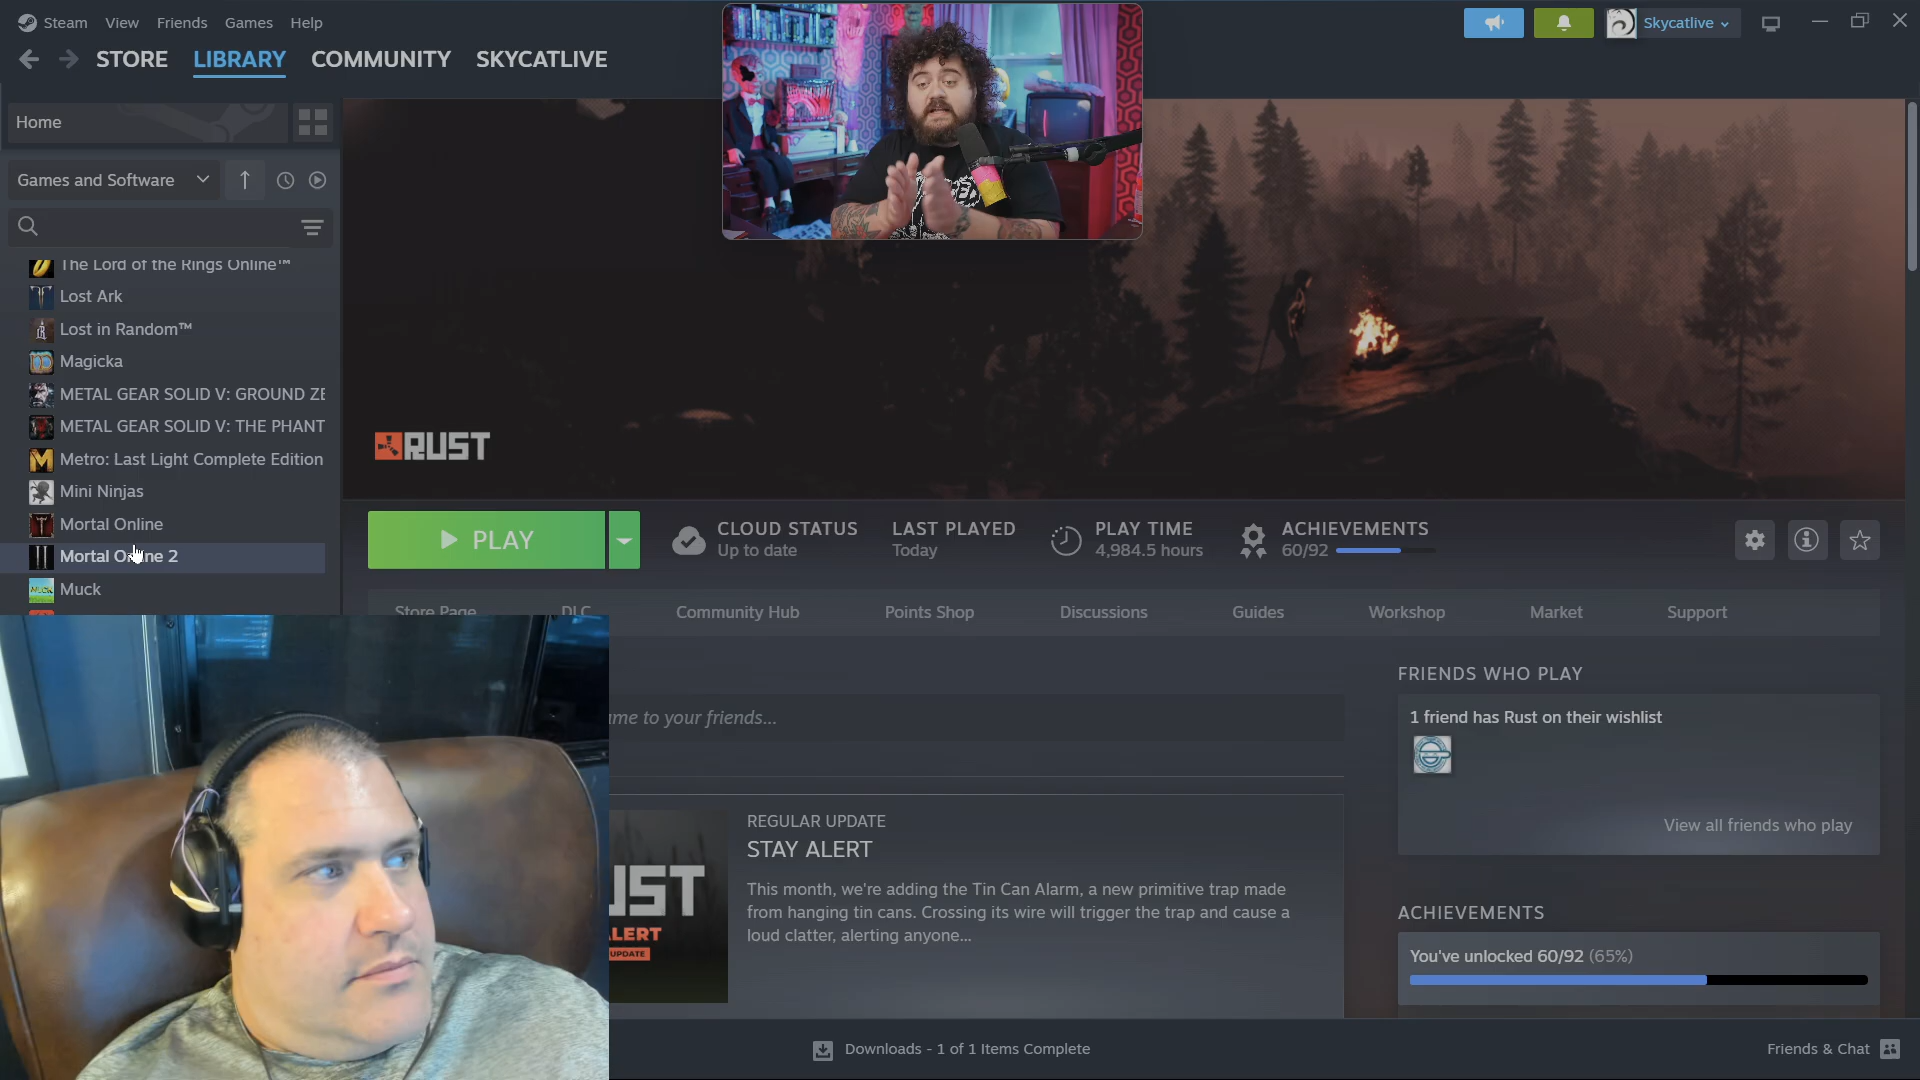 Steam View Friends Games Help
Skycatlive
STORE LIBRARY COMMUNITY SKYCATLIVE
Home
Games and Software
The Lord of the Rings Online™
Lost Ark
Lost in Random™
Magicka
METAL GEAR SOLID V: GROUND ZE
METAL GEAR SOLID V: THE PHANT
Metro: Last Light Complete Edition
Mini Ninjas
Mortal Online
Mortal Online 2
Muck
RUST
PLAY
CLOUD STATUS
Up to date
LAST PLAYED
Today
PLAY TIME
4,984.5 hours
ACHIEVEMENTS
60/92
Store Page DLC Community Hub Points Shop Discussions Guides Workshop Market Support
me to your friends...
FRIENDS WHO PLAY
1 friend has Rust on their wishlist
View all friends who play
UST
LERT
UPDATE
REGULAR UPDATE
STAY ALERT
This month, we're adding the Tin Can Alarm, a new primitive trap made
from hanging tin cans. Crossing its wire will trigger the trap and cause a
loud clatter, alerting anyone...
ACHIEVEMENTS
You've unlocked 60/92 (65%)
Downloads - 1 of 1 Items Complete
Friends & Chat